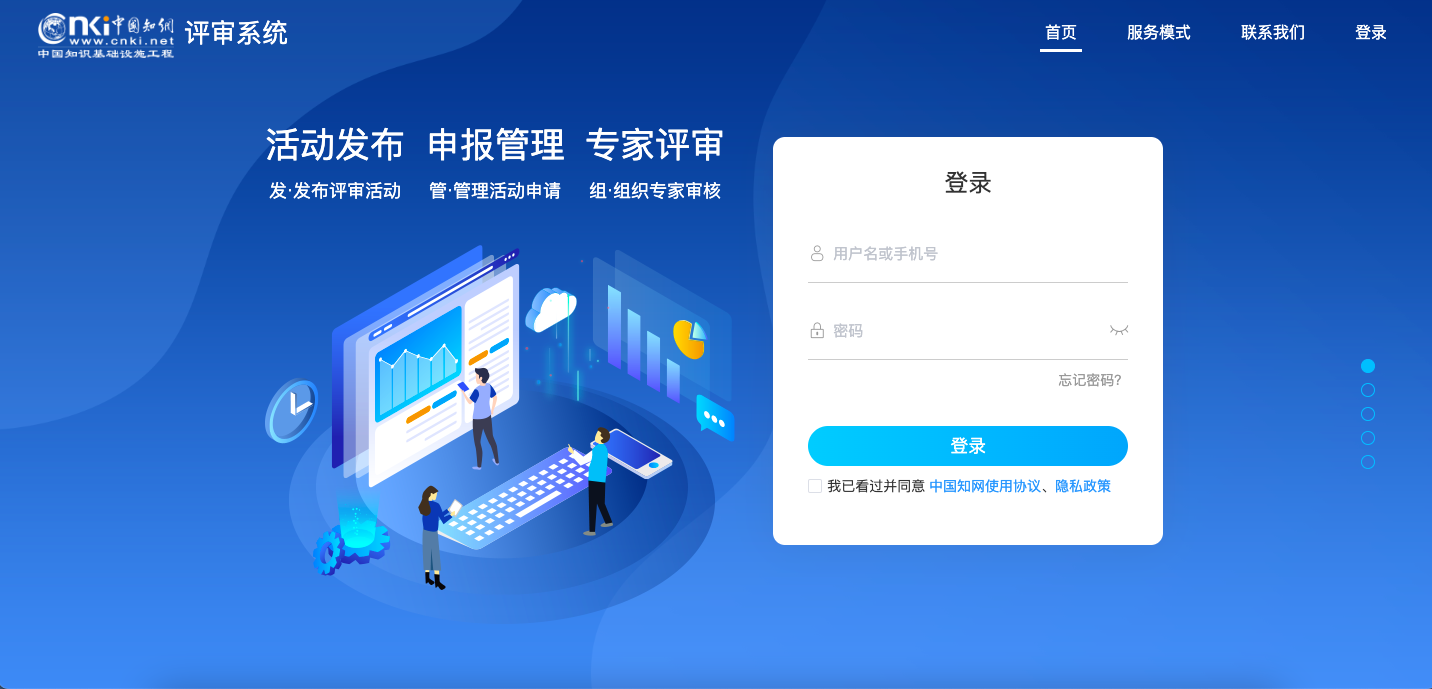 cnki 中国知网
www.cnki.net
中国知识基础设施工程
评审系统
首页 服务模式 联系我们 登录
活动发布 申报管理 专家评审
发·发布评审活动 管·管理活动申请 组·组织专家审核
登录
用户名或手机号
密码
忘记密码?
登录
我已看过并同意 中国知网使用协议、隐私政策